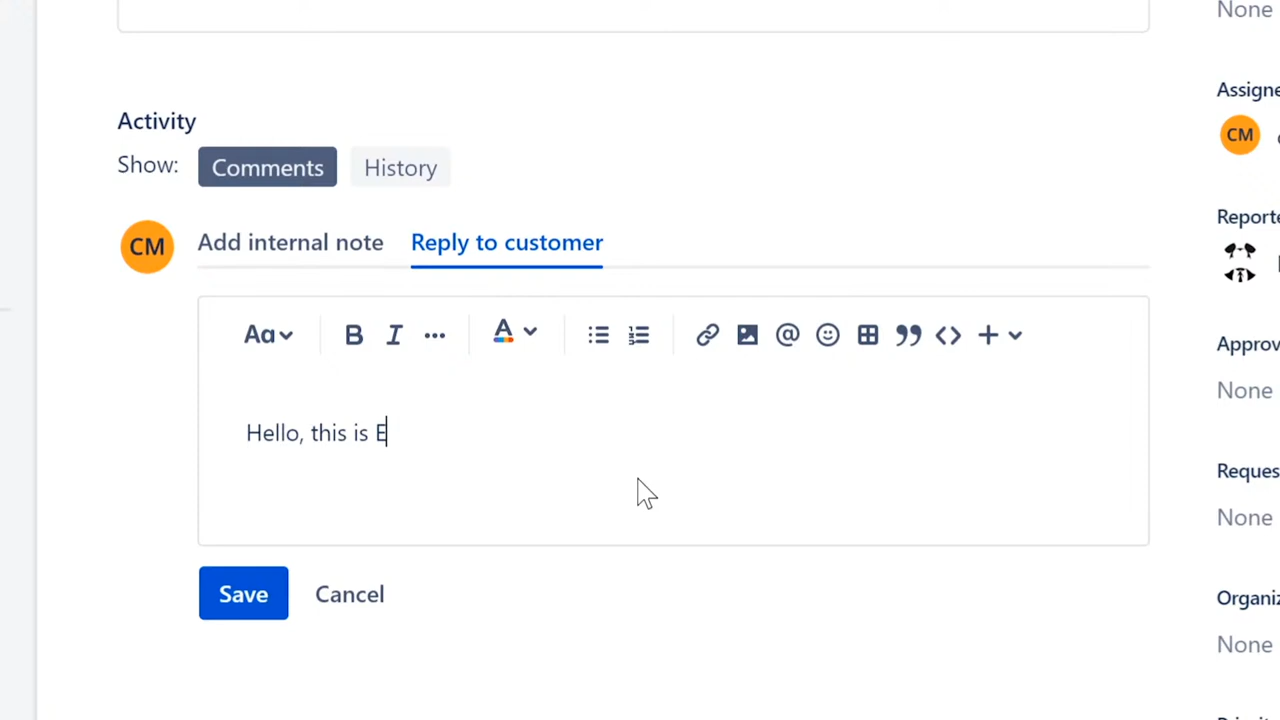 None
Activity
Assigne
Show: Comments History
CM
CM Add internal note Reply to customer
Reporte
Aa B I ... A @ + 
Approv
None
Hello, this is E
Reques
None
Save Cancel
Organiz
None